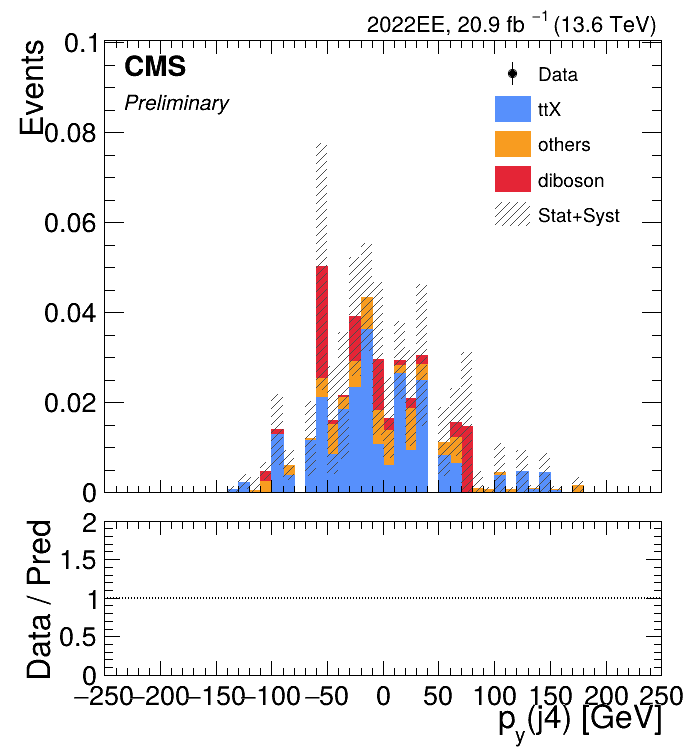 2022EE, 20.9 fb⁻¹ (13.6 TeV)
CMS
Preliminary
Data
ttX
others
diboson
Stat+Syst
Events
0.1
0.08
0.06
0.04
0.02
0
Data / Pred
2
1.5
1
0.5
0
−250 −200 −150 −100 −50 0 50 100 150 200 250
p_y(j4) [GeV]